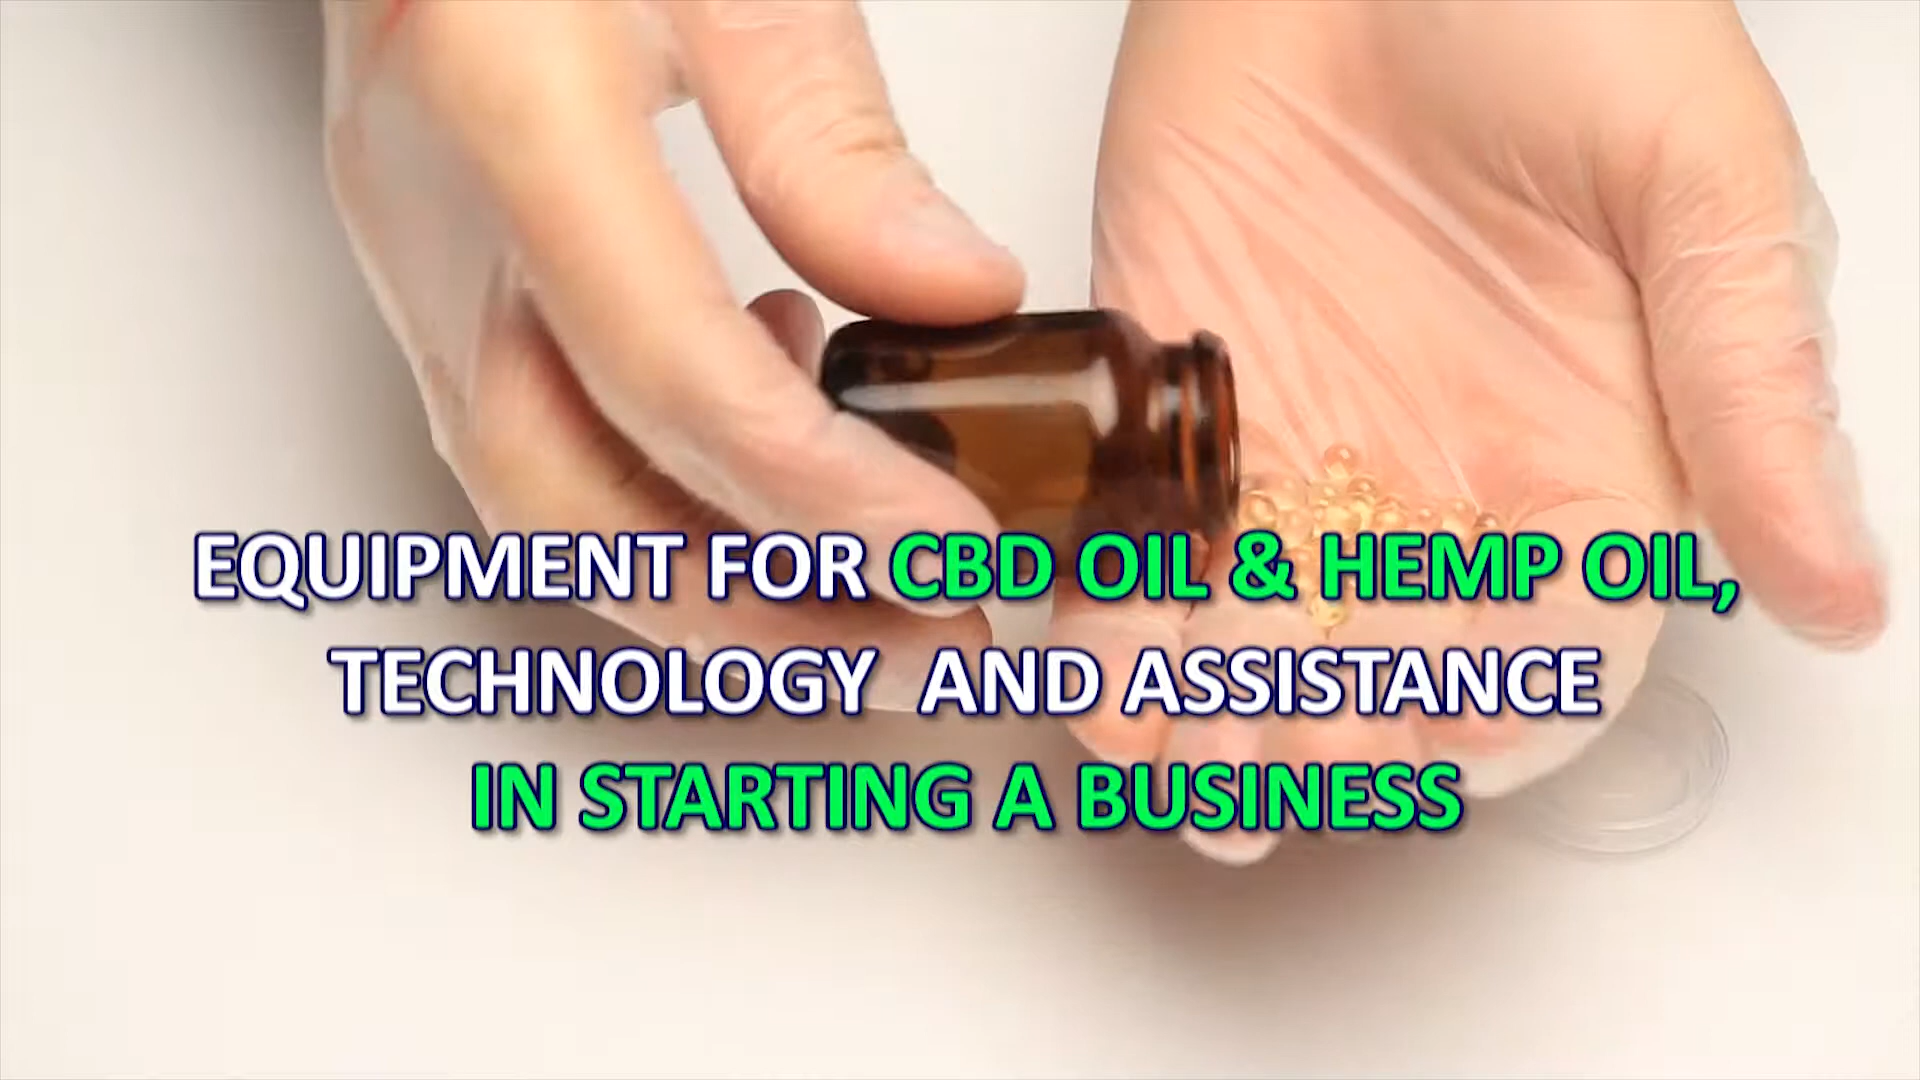 EQUIPMENT FOR CBD OIL & HEMP OIL,
TECHNOLOGY AND ASSISTANCE
IN STARTING A BUSINESS